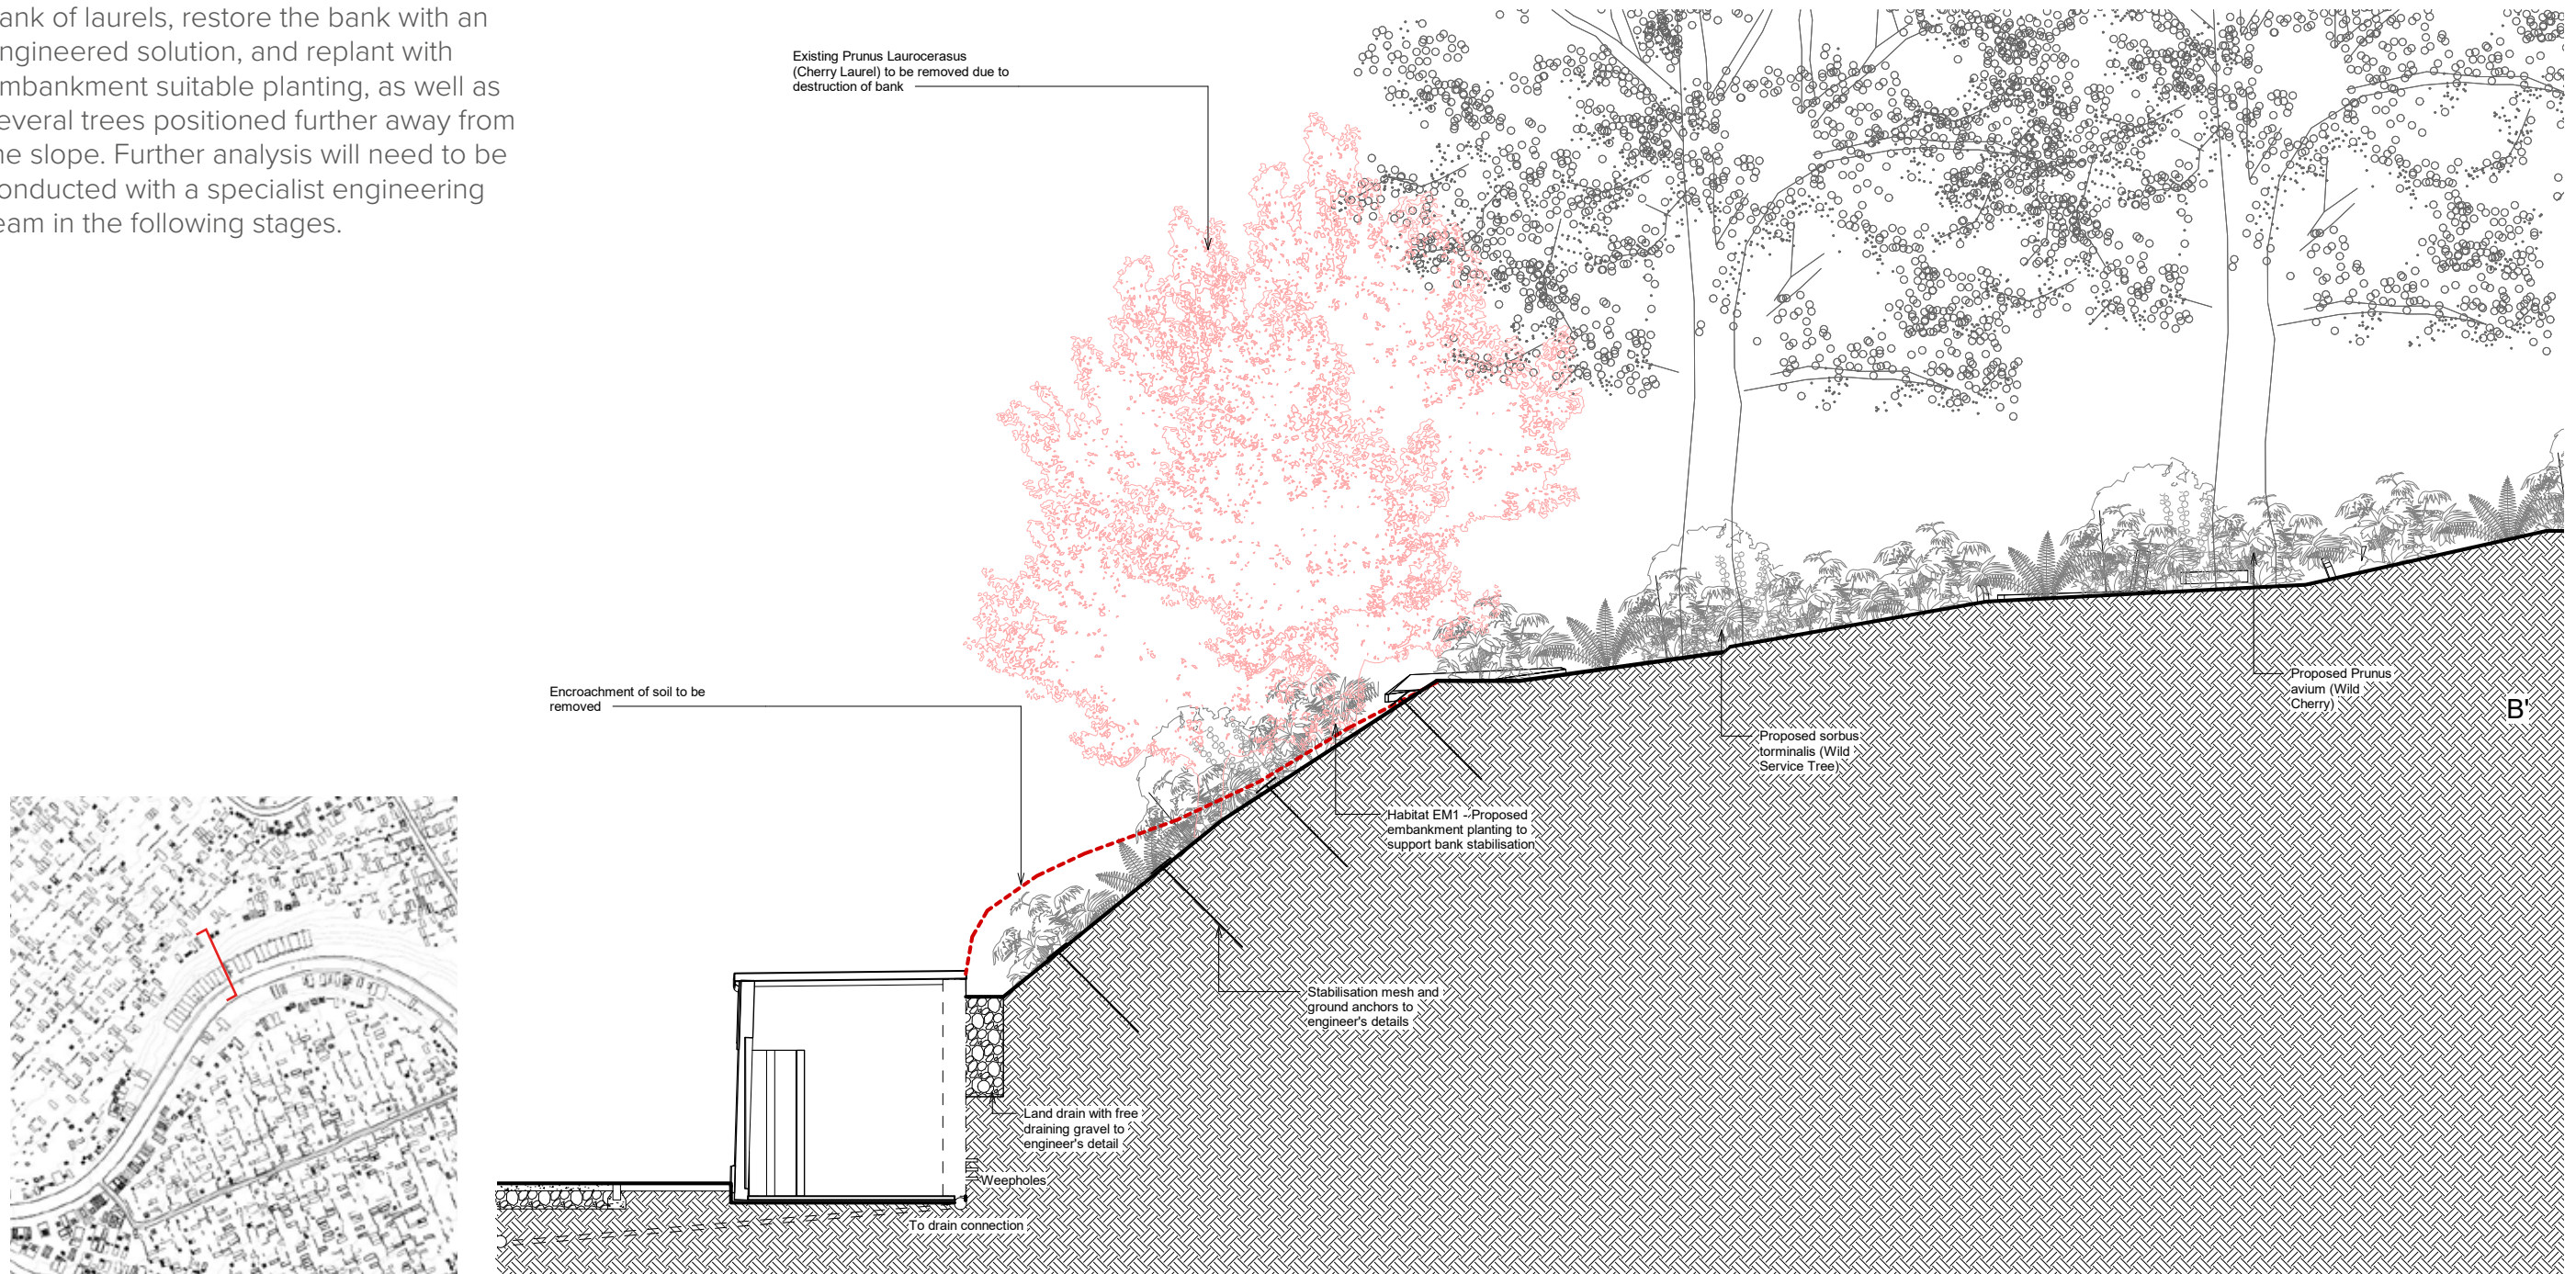 ank of laurels, restore the bank with an
ngineered solution, and replant with
mbankment suitable planting, as well as
everal trees positioned further away from
he slope. Further analysis will need to be
onducted with a specialist engineering
eam in the following stages.
Existing Prunus Laurocerasus
(Cherry Laurel) to be removed due to
destruction of bank
Encroachment of soil to be
removed
Proposed Prunus
avium (Wild
Cherry)
B'
Proposed sorbus
torminalis (Wild
Service Tree)
Habitat EM1 - Proposed
embankment planting to
support bank stabilisation
Stabilisation mesh and
ground anchors to
engineer's details
Land drain with free
draining gravel to
engineer's detail
Weepholes
To drain connection